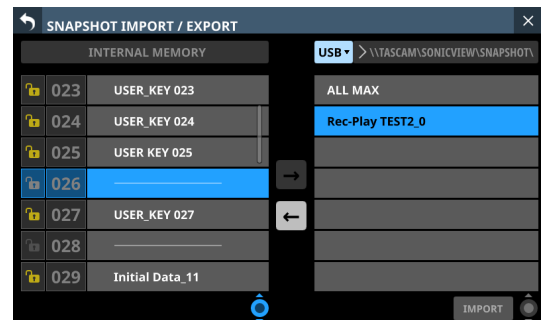 SNAPSHOT IMPORT / EXPORT
INTERNAL MEMORY
USB
\\TASCAM\SONICVIEW\SNAPSHOT\
023 USER_KEY 023
024 USER_KEY 024
025 USER KEY 025
026
027 USER_KEY 027
028
029 Initial Data_11
ALL MAX
Rec-Play TEST2_0
IMPORT